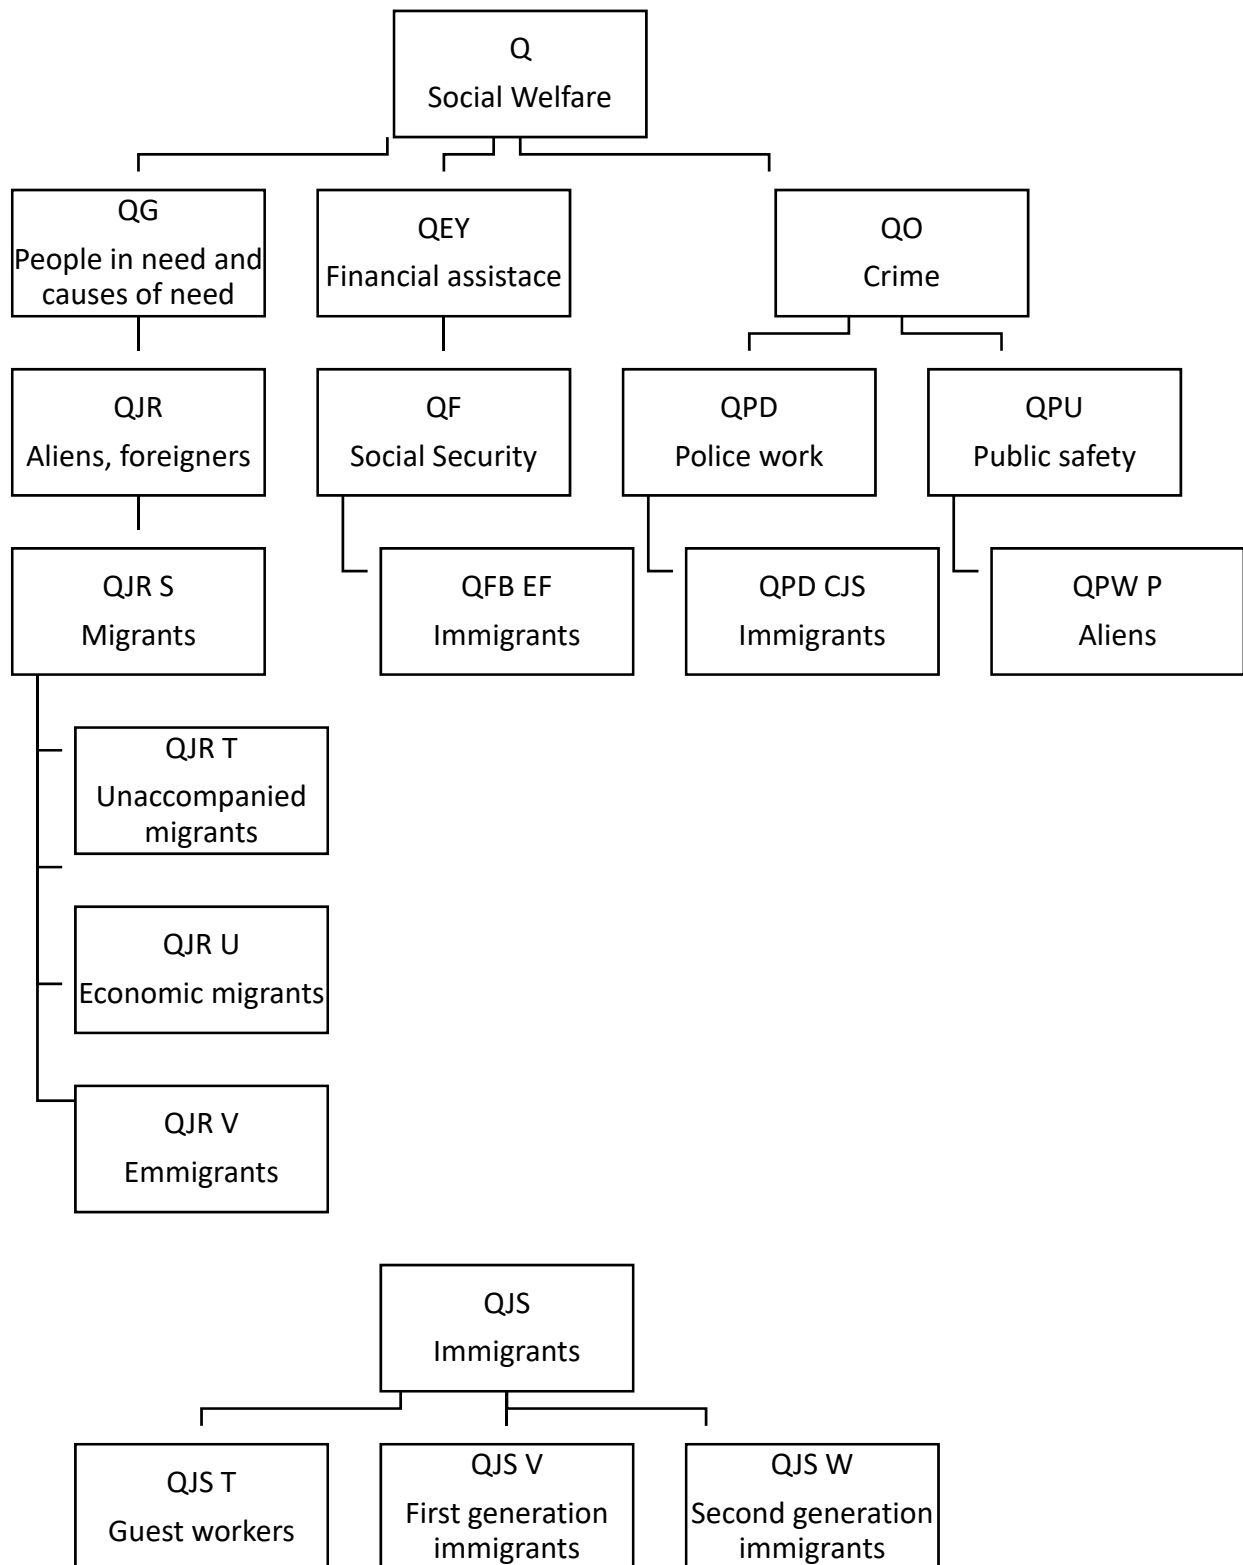 Q
Social Welfare
QG
People in need and
causes of need
QEY
Financial assistace
QO
Crime
QJR
Aliens, foreigners
QF
Social Security
QPD
Police work
QPU
Public safety
QJR S
Migrants
QFB EF
Immigrants
QPD CJS
Immigrants
QPW P
Aliens
QJR T
Unaccompanied
migrants
QJR U
Economic migrants
QJR V
Emmigrants
QJS
Immigrants
QJS T
Guest workers
QJS V
First generation
immigrants
QJS W
Second generation
immigrants